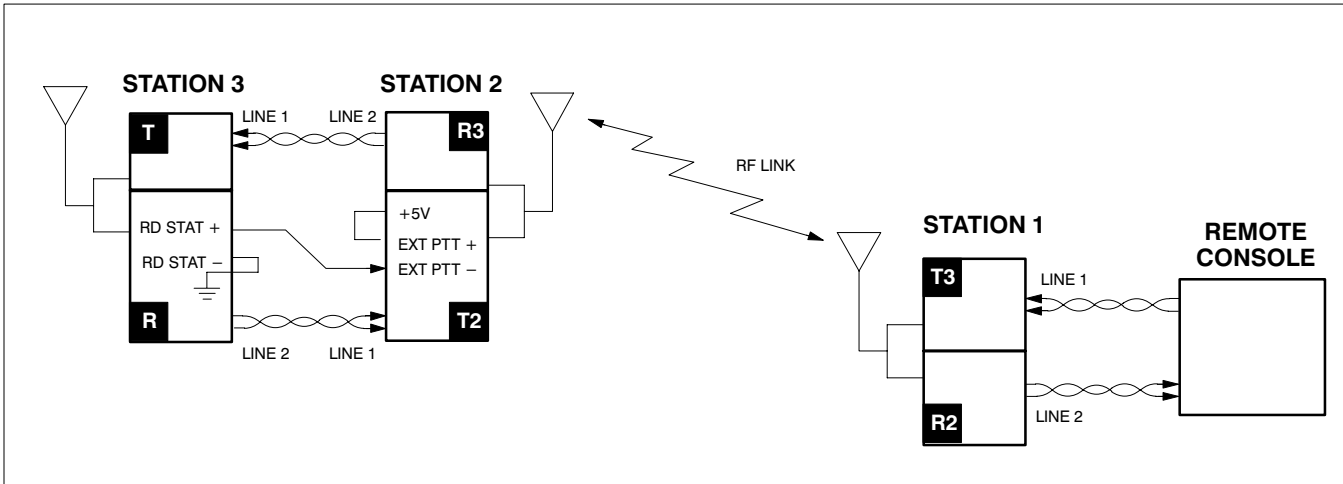 STATION 3
STATION 2
T
LINE 1
LINE 2
R3
RF LINK
RD STAT +
+5V
EXT PTT +
RD STAT −
EXT PTT −
R
T2
LINE 2
LINE 1
STATION 1
REMOTE
CONSOLE
T3
LINE 1
R2
LINE 2